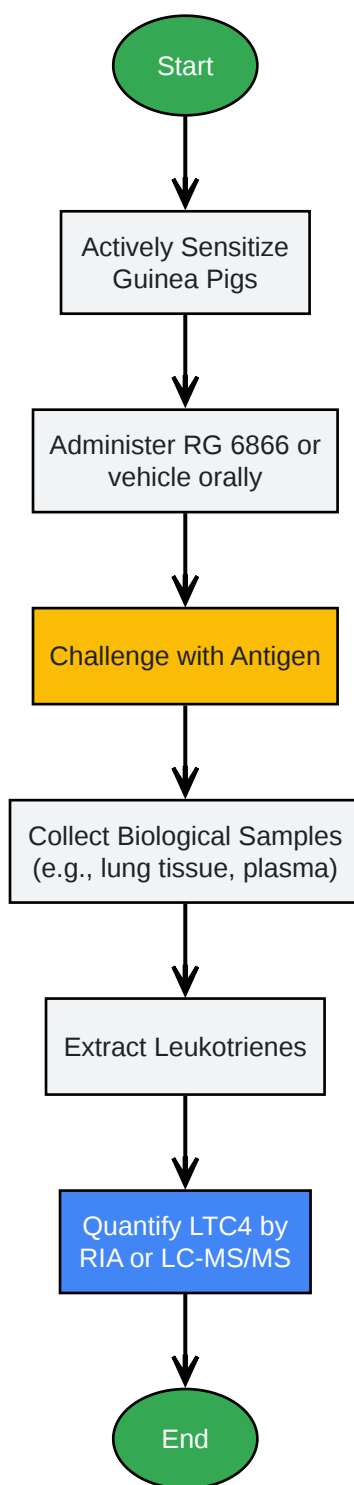 Start
Actively Sensitize
Guinea Pigs
Administer RG 6866 or
vehicle orally
Challenge with Antigen
Collect Biological Samples
(e.g., lung tissue, plasma)
Extract Leukotrienes
Quantify LTC4 by
RIA or LC-MS/MS
End